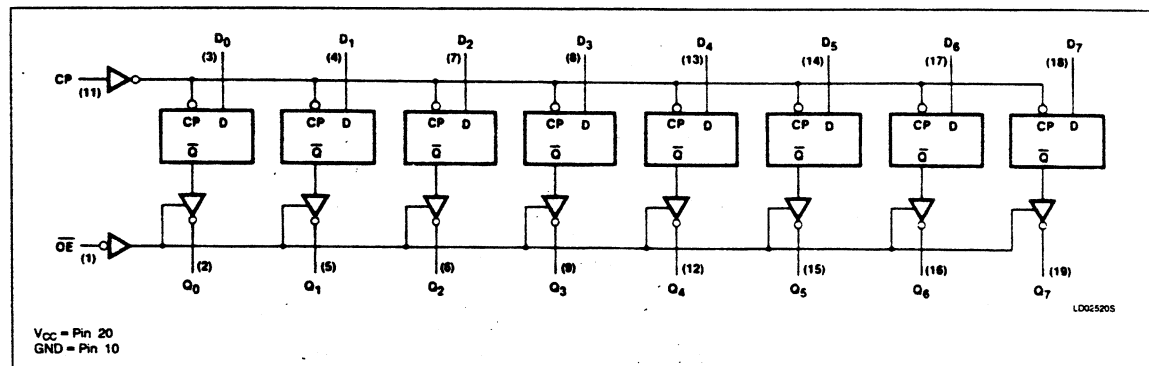 D0 D1 D2 D3 D4 D5 D6 D7
(3) (4) (7) (8) (13) (14) (17) (18)
CP
(11)
CP D CP D CP D CP D CP D CP D CP D CP D
Q̅ Q̅ Q̅ Q̅ Q̅ Q̅ Q̅ Q̅
O̅E̅
(1)
(2) (5) (6) (9) (12) (15) (16) (19)
Q0 Q1 Q2 Q3 Q4 Q5 Q6 Q7
LD02520S
VCC = Pin 20
GND = Pin 10